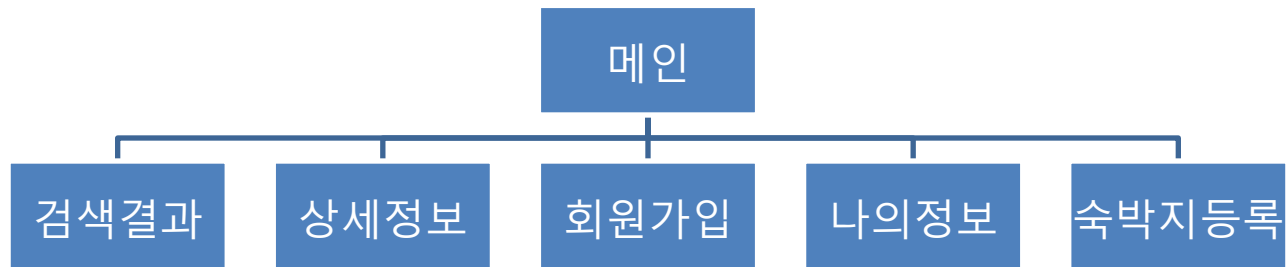 메인
검색결과
상세정보
회원가입
나의정보
숙박지등록